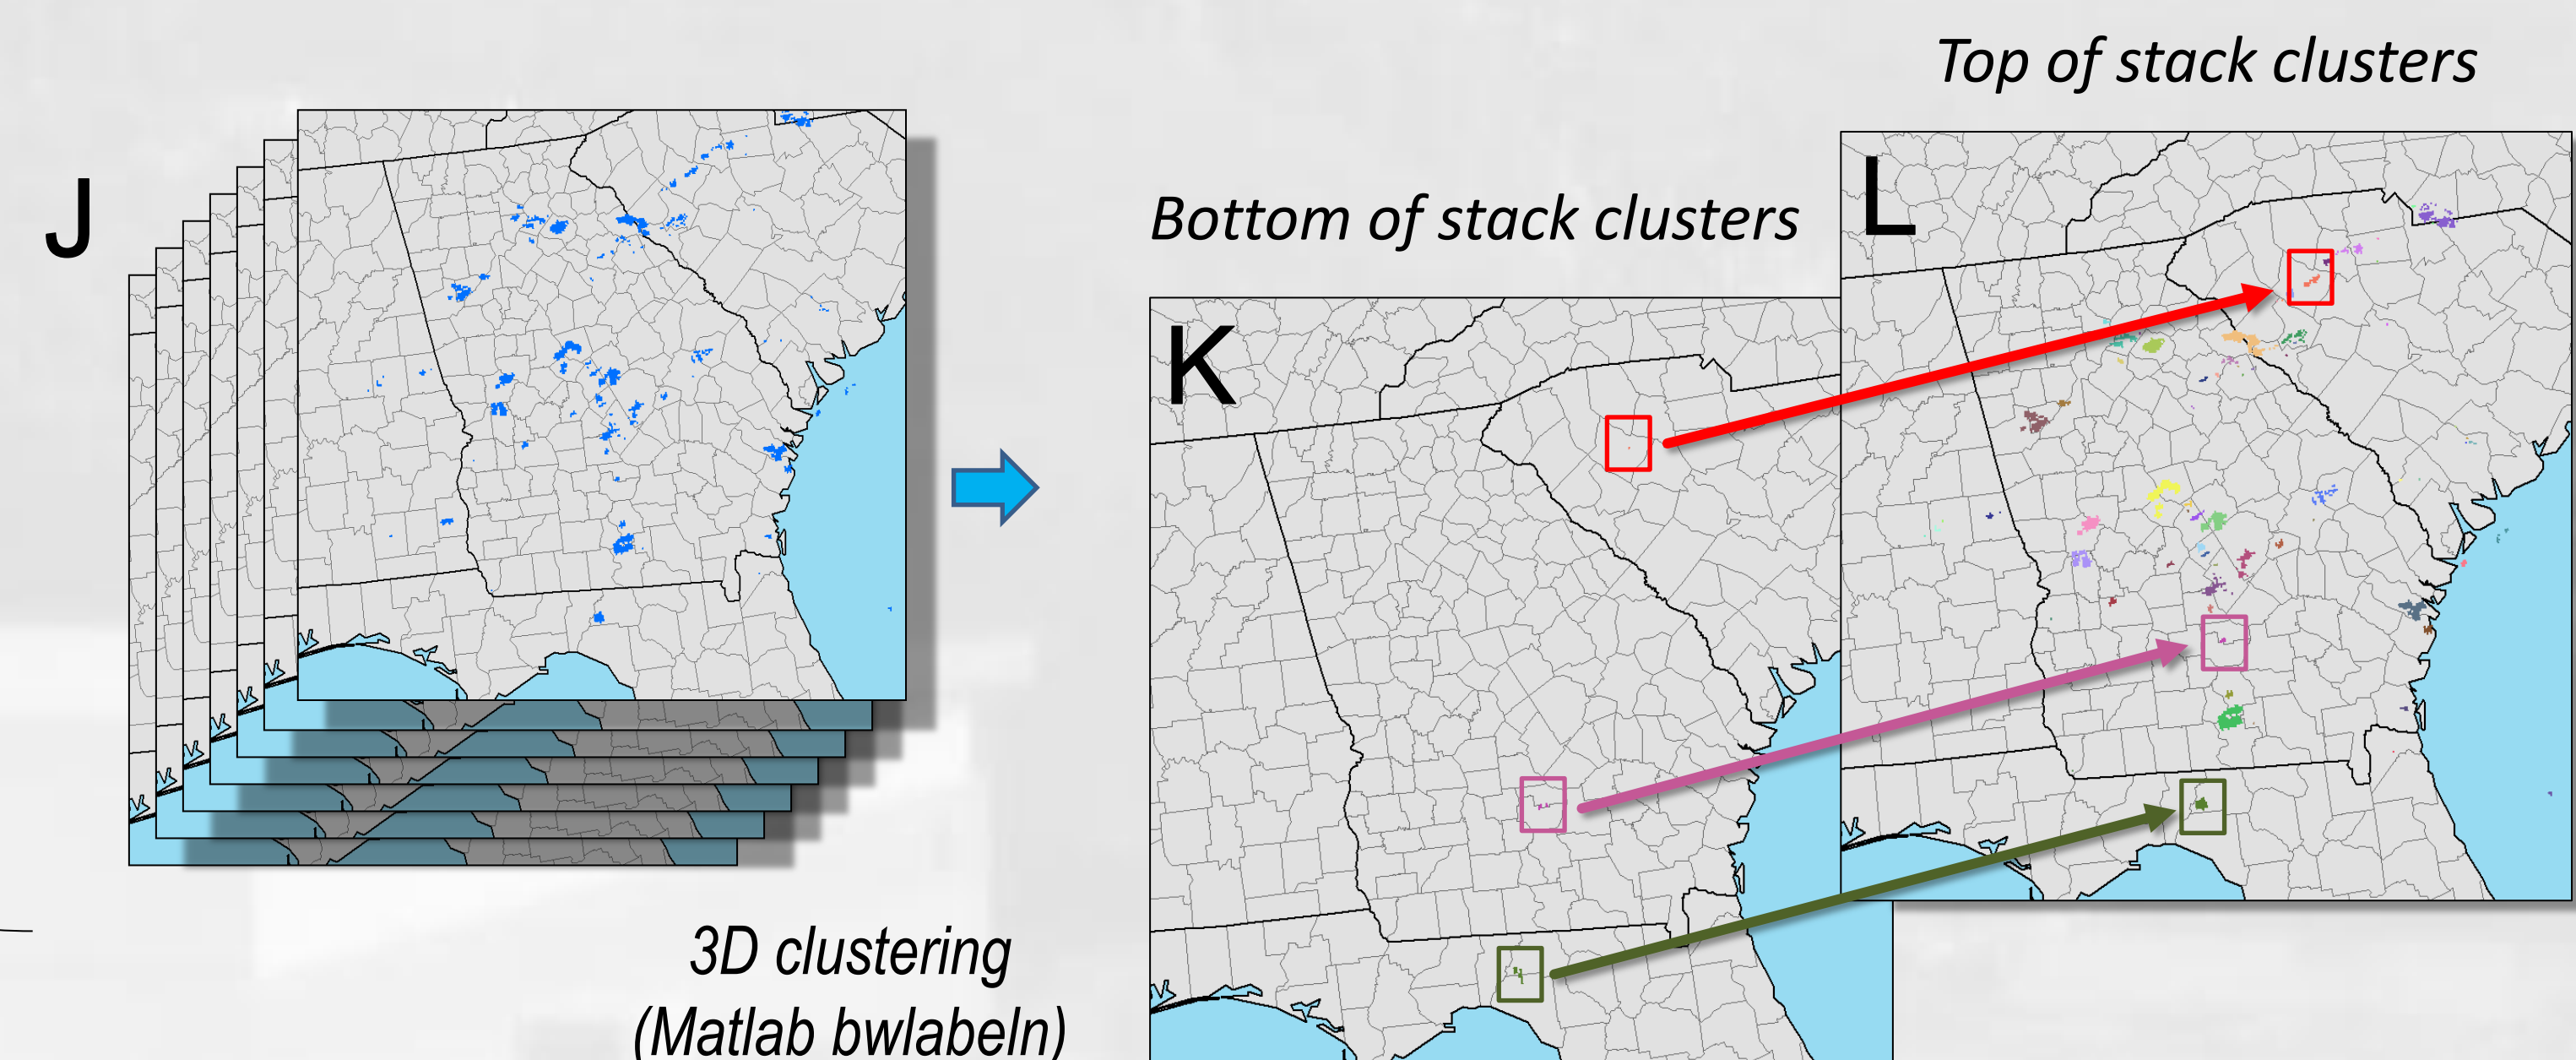 Top of stack clusters
J
Bottom of stack clusters
L
K
3D clustering
(Matlab bwlabeln)